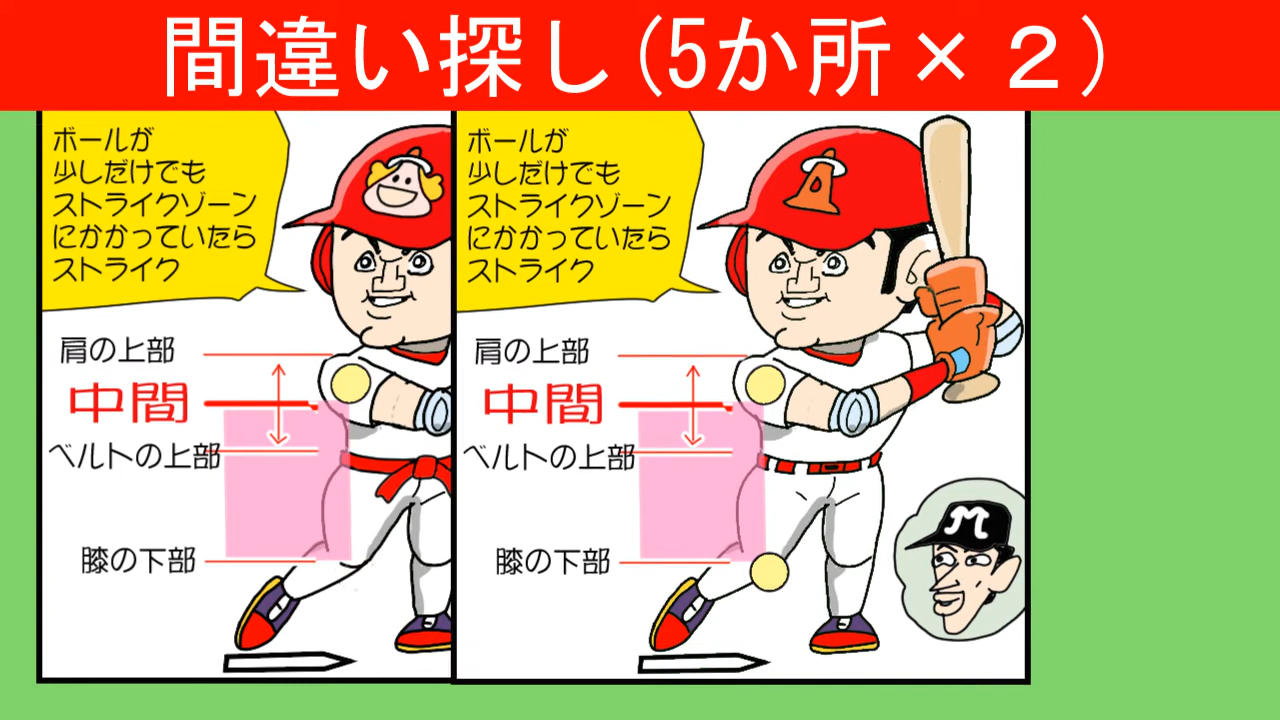 間違い探し(5か所×２)
ボールが
少しだけでも
ストライクゾーン
にかかっていたら
ストライク
肩の上部
中間
ベルトの上部
膝の下部
ボールが
少しだけでも
ストライクゾーン
にかかっていたら
ストライク
A
肩の上部
中間
ベルトの上部
膝の下部
M